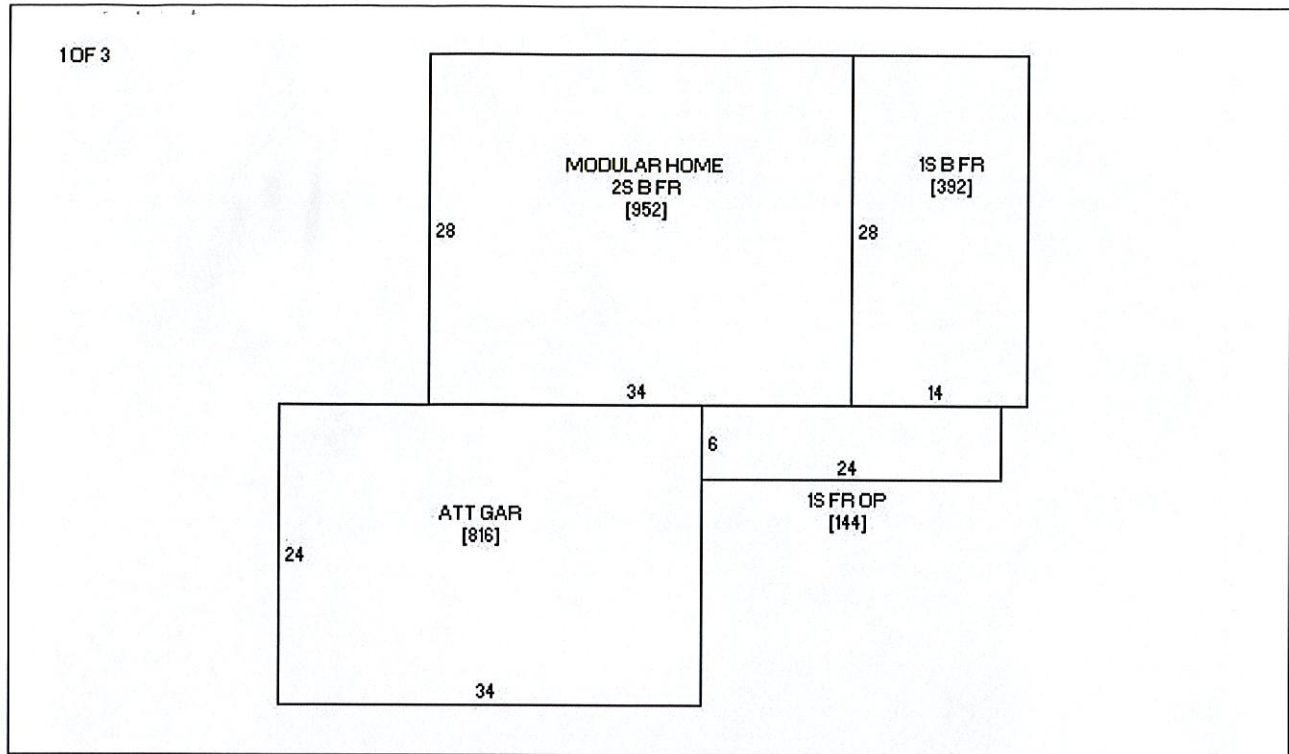 1 OF 3
MODULAR HOME
2S B FR
[952]
1S B FR
[392]
28
28
34
14
6
24
1S FR OP
[144]
ATT GAR
[816]
24
34